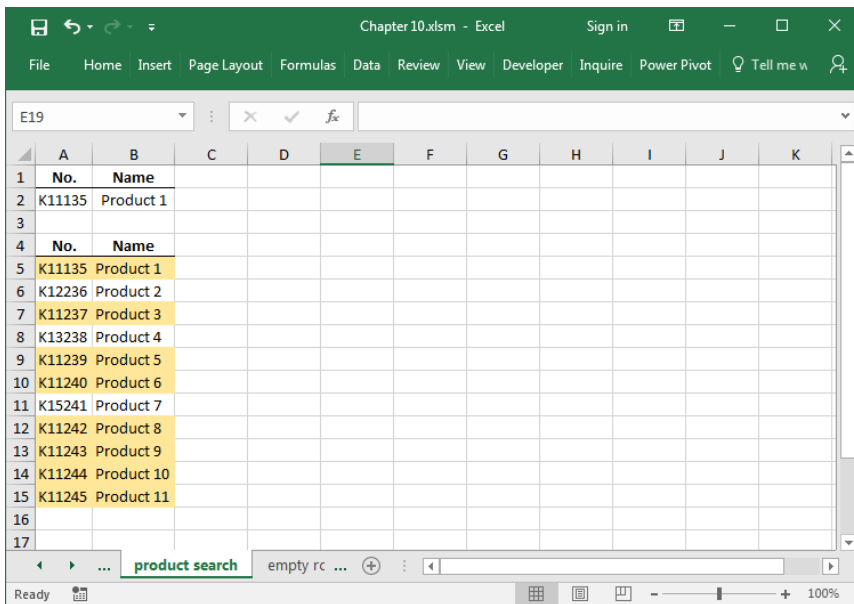 Chapter 10.xlsm - Excel Sign in
File Home Insert Page Layout Formulas Data Review View Developer Inquire Power Pivot Tell me w
E19 fx
A B C D E F G H I J K
1 No. Name
2 K11135 Product 1
3
4 No. Name
5 K11135 Product 1
6 K12236 Product 2
7 K11237 Product 3
8 K13238 Product 4
9 K11239 Product 5
10 K11240 Product 6
11 K15241 Product 7
12 K11242 Product 8
13 K11243 Product 9
14 K11244 Product 10
15 K11245 Product 11
16
17
... product search empty rc ...
Ready 100%